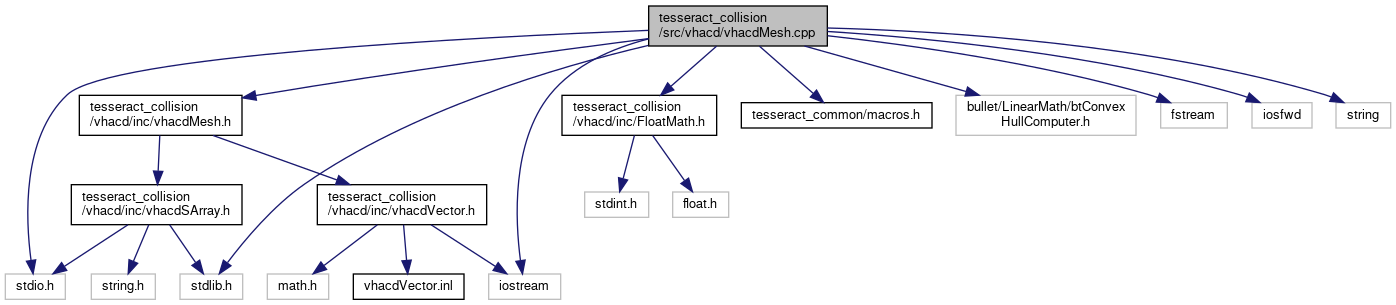 tesseract_collision
/src/vhacd/vhacdMesh.cpp
tesseract_collision
/vhacd/inc/vhacdMesh.h
tesseract_collision
/vhacd/inc/FloatMath.h
tesseract_common/macros.h
bullet/LinearMath/btConvex
HullComputer.h
fstream
iosfwd
string
tesseract_collision
/vhacd/inc/vhacdSArray.h
tesseract_collision
/vhacd/inc/vhacdVector.h
stdint.h
float.h
stdio.h
string.h
stdlib.h
math.h
vhacdVector.inl
iostream